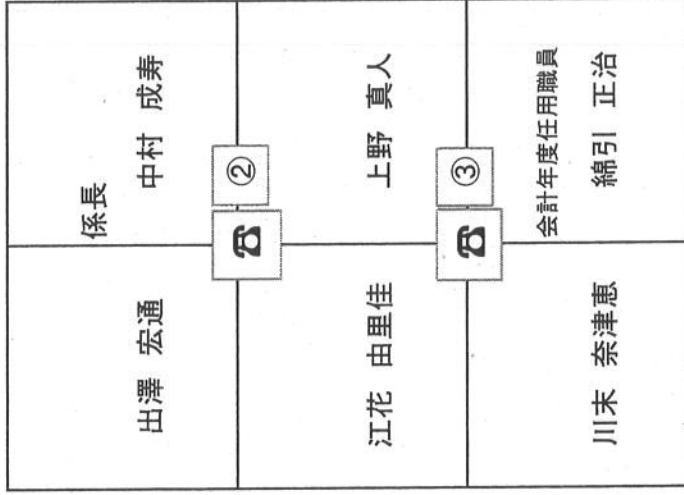 係長
中村 成寿
出澤 宏通
☎ ②
上野 真人
江花 由里佳
☎ ③
会計年度任用職員
綿引 正治
川末 奈津恵